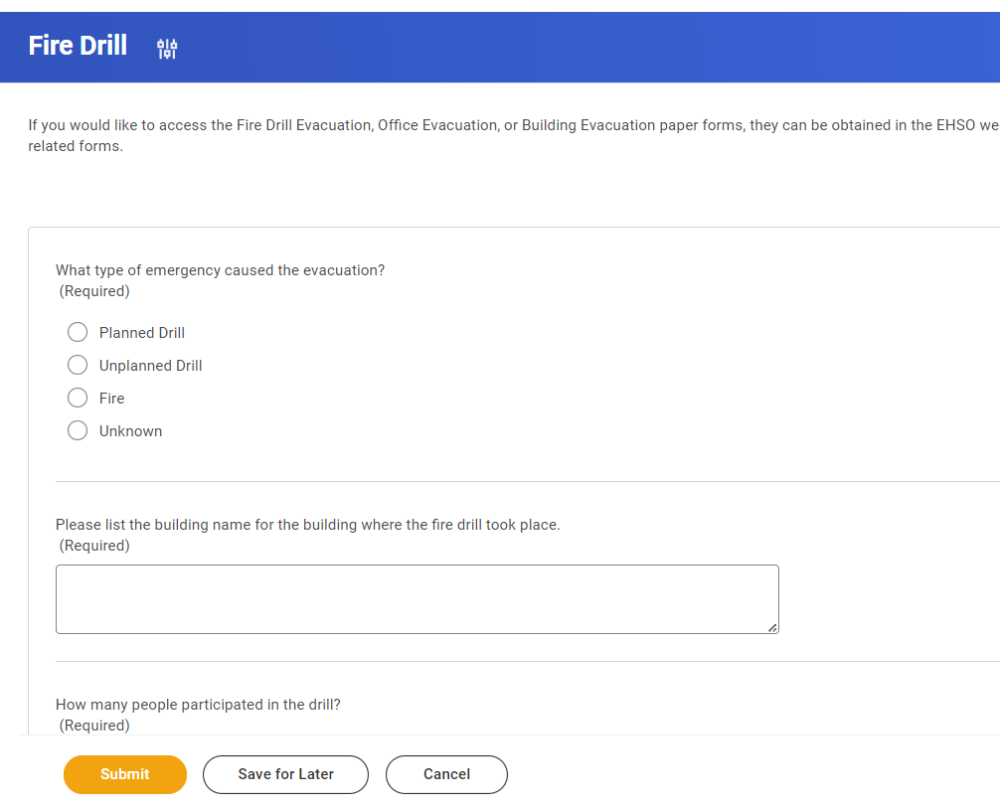 Fire Drill
If you would like to access the Fire Drill Evacuation, Office Evacuation, or Building Evacuation paper forms, they can be obtained in the EHSO we
related forms.
What type of emergency caused the evacuation?
(Required)
Planned Drill
Unplanned Drill
Fire
Unknown
Please list the building name for the building where the fire drill took place.
(Required)
How many people participated in the drill?
(Required)
Submit
Save for Later
Cancel